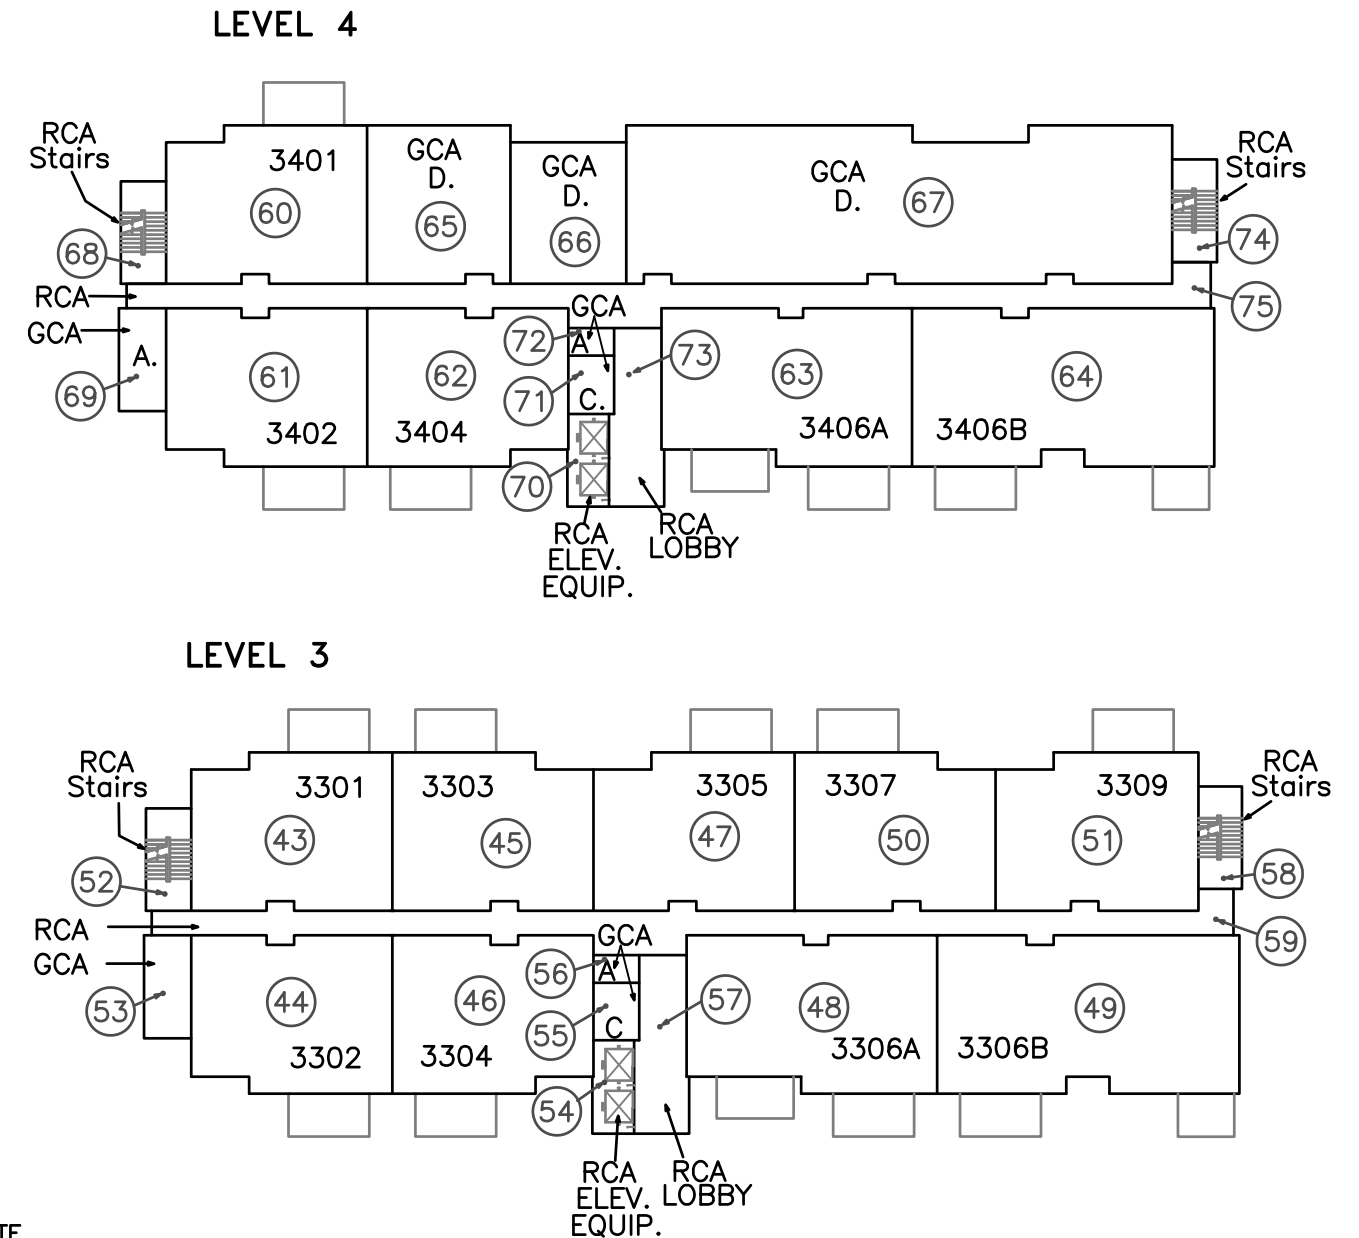 LEVEL 4
RCA
Stairs
3401
60
GCA
D.
65
GCA
D.
66
GCA
D.
67
RCA
Stairs
68
74
RCA
75
GCA
A.
69
61
3402
62
3404
GCA
72
A
71
C.
73
70
63
3406A
64
3406B
RCA
ELEV.
EQUIP.
RCA
LOBBY
LEVEL 3
RCA
Stairs
3301
43
3303
45
3305
47
3307
50
3309
51
RCA
Stairs
52
58
RCA
59
GCA
53
44
3302
46
3304
GCA
56
A
55
C
57
54
48
3306A
49
3306B
RCA
ELEV.
EQUIP.
RCA
LOBBY